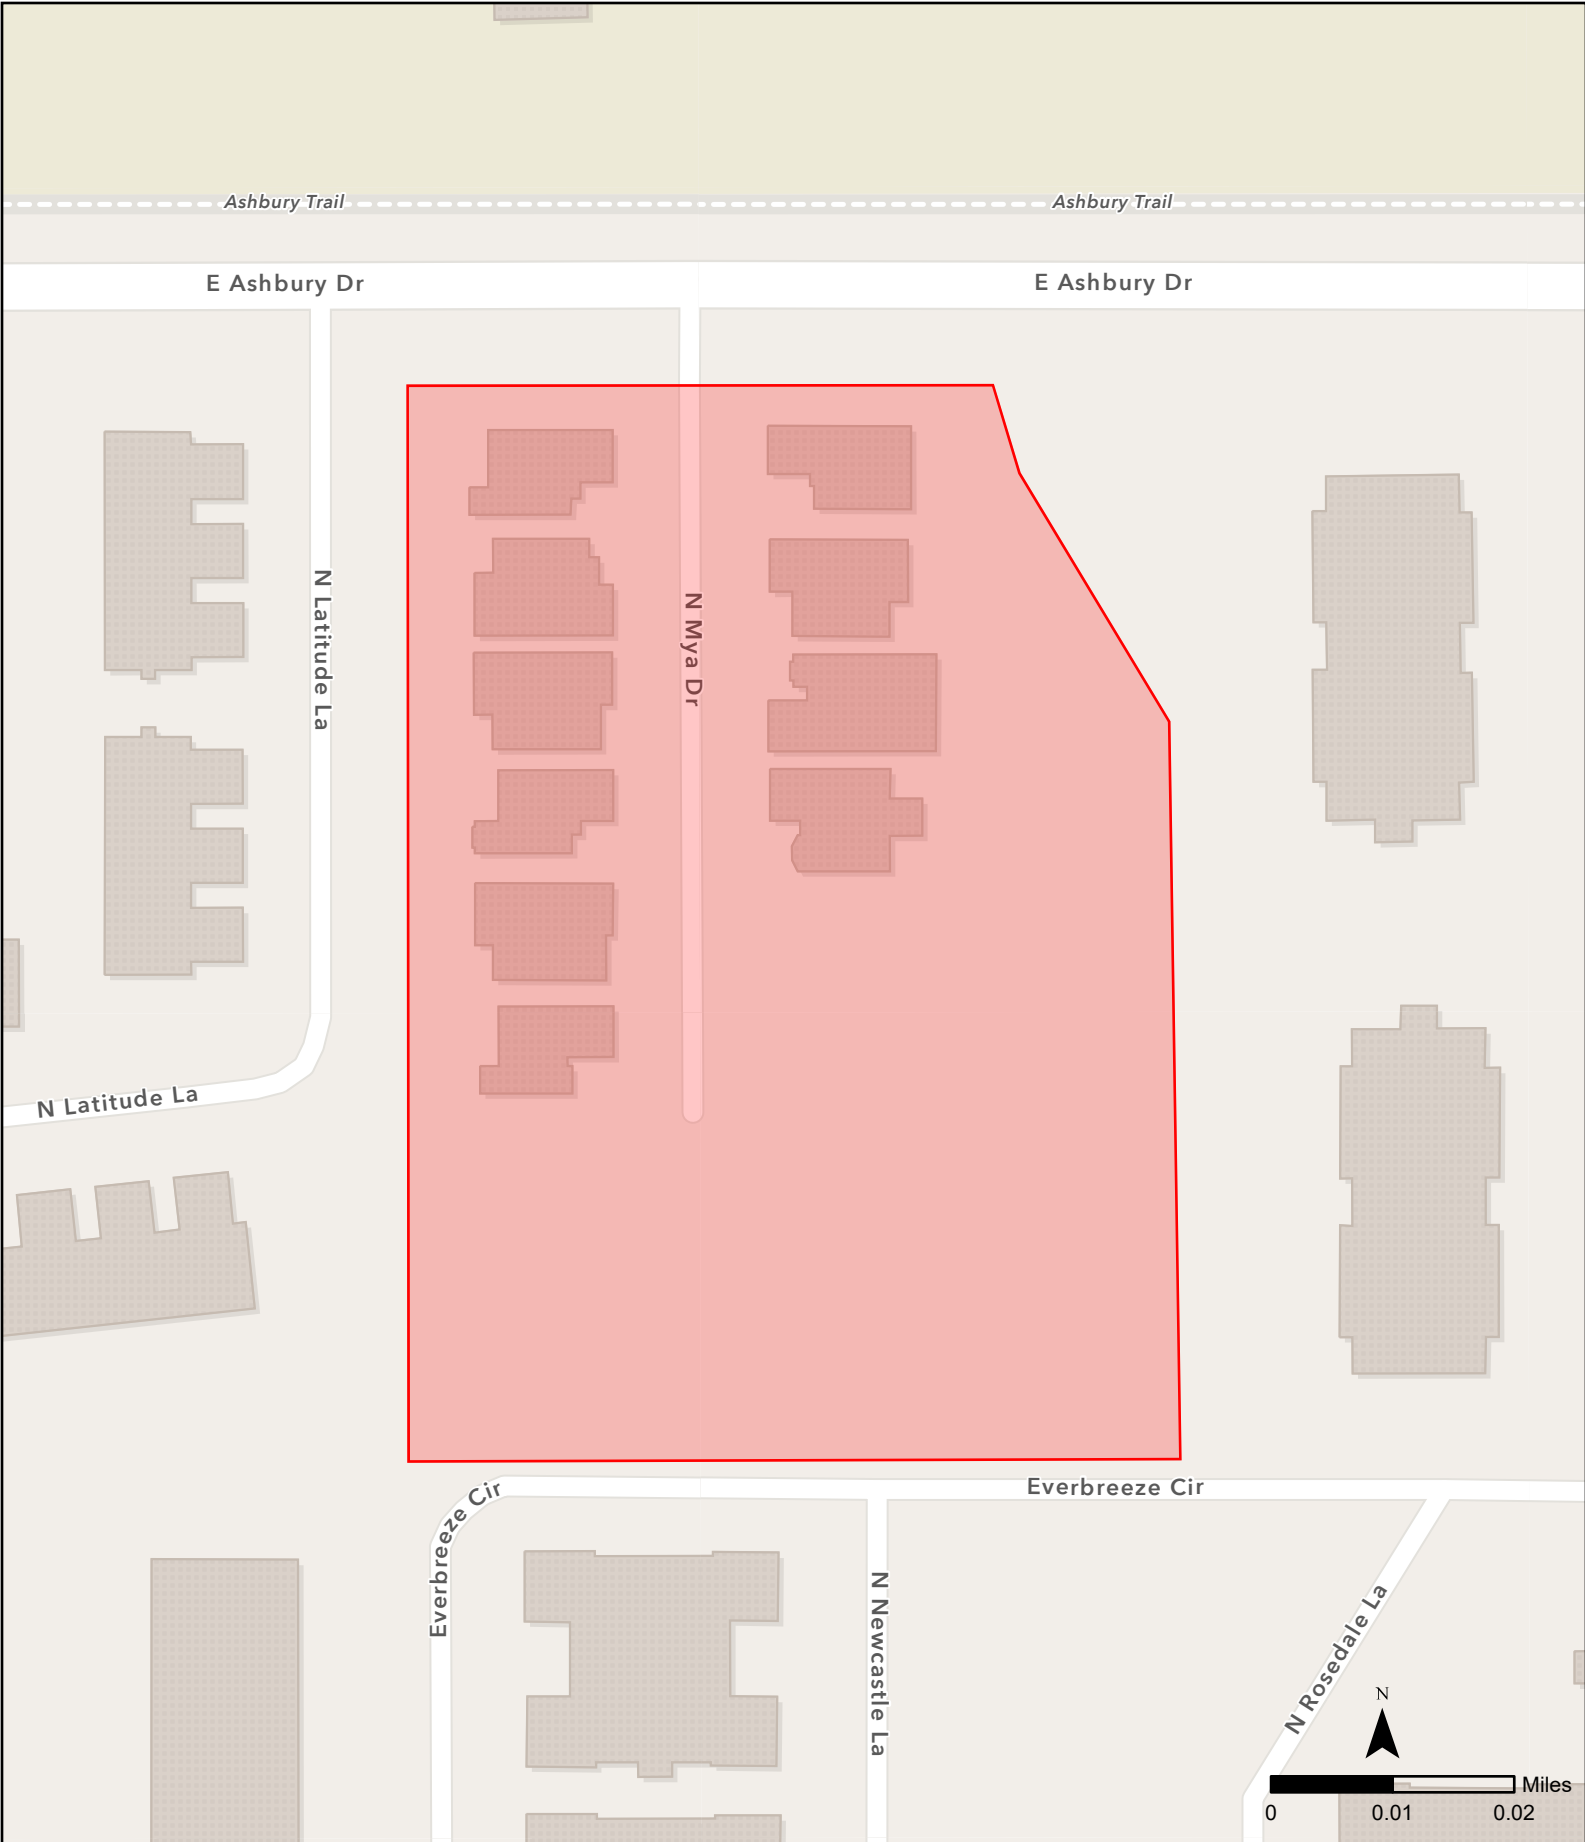 Ashbury Trail
Ashbury Trail
E Ashbury Dr
E Ashbury Dr
N Latitude La
N Mya Dr
N Latitude La
Everbreeze Cir
Everbreeze Cir
N Newcastle La
N Rosedale La
N
Miles
0
0.01
0.02